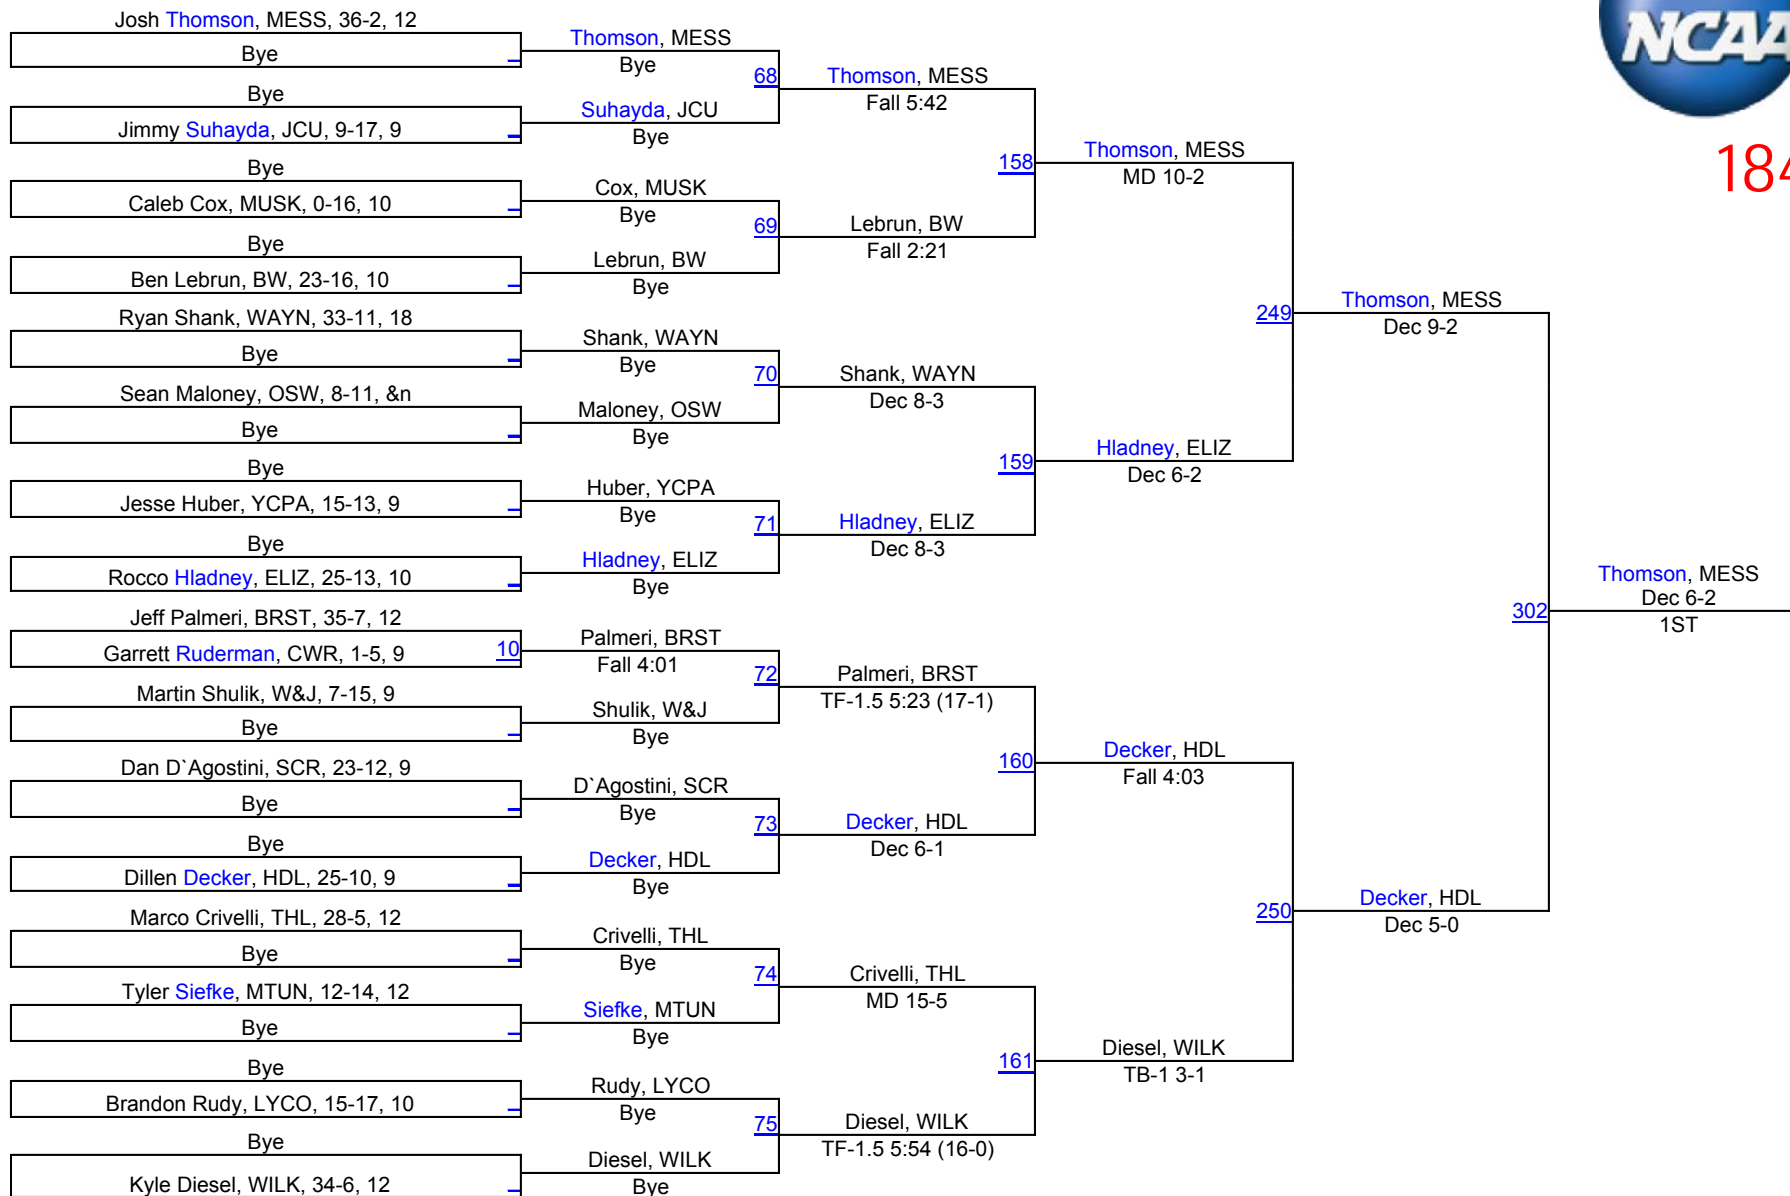 Josh Thomson, MESS, 36-2, 12
Bye
Bye
Jimmy Suhayda, JCU, 9-17, 9
Bye
Caleb Cox, MUSK, 0-16, 10
Bye
Ben Lebrun, BW, 23-16, 10
Ryan Shank, WAYN, 33-11, 18
Bye
Sean Maloney, OSW, 8-11, &n
Bye
Bye
Jesse Huber, YCPA, 15-13, 9
Bye
Rocco Hladney, ELIZ, 25-13, 10
Jeff Palmeri, BRST, 35-7, 12
Garrett Ruderman, CWR, 1-5, 9
10
Martin Shulik, W&J, 7-15, 9
Bye
Dan D`Agostini, SCR, 23-12, 9
Bye
Bye
Dillen Decker, HDL, 25-10, 9
Marco Crivelli, THL, 28-5, 12
Bye
Tyler Siefke, MTUN, 12-14, 12
Bye
Bye
Brandon Rudy, LYCO, 15-17, 10
Bye
Kyle Diesel, WILK, 34-6, 12
Thomson, MESS
Bye
68
Suhayda, JCU
Bye
Cox, MUSK
Bye
69
Lebrun, BW
Bye
Shank, WAYN
Bye
70
Maloney, OSW
Bye
Huber, YCPA
Bye
71
Hladney, ELIZ
Bye
Palmeri, BRST
Fall 4:01
72
Shulik, W&J
Bye
D`Agostini, SCR
Bye
73
Decker, HDL
Bye
Crivelli, THL
Bye
74
Siefke, MTUN
Bye
Rudy, LYCO
Bye
75
Diesel, WILK
Bye
Thomson, MESS
Fall 5:42
158
Lebrun, BW
Fall 2:21
Shank, WAYN
Dec 8-3
159
Hladney, ELIZ
Dec 8-3
Palmeri, BRST
TF-1.5 5:23 (17-1)
160
Decker, HDL
Dec 6-1
Crivelli, THL
MD 15-5
161
Diesel, WILK
TF-1.5 5:54 (16-0)
Thomson, MESS
MD 10-2
249
Hladney, ELIZ
Dec 6-2
Decker, HDL
Fall 4:03
250
Diesel, WILK
TB-1 3-1
Thomson, MESS
Dec 9-2
302
Decker, HDL
Dec 5-0
Thomson, MESS
Dec 6-2
1ST
NCAA
184